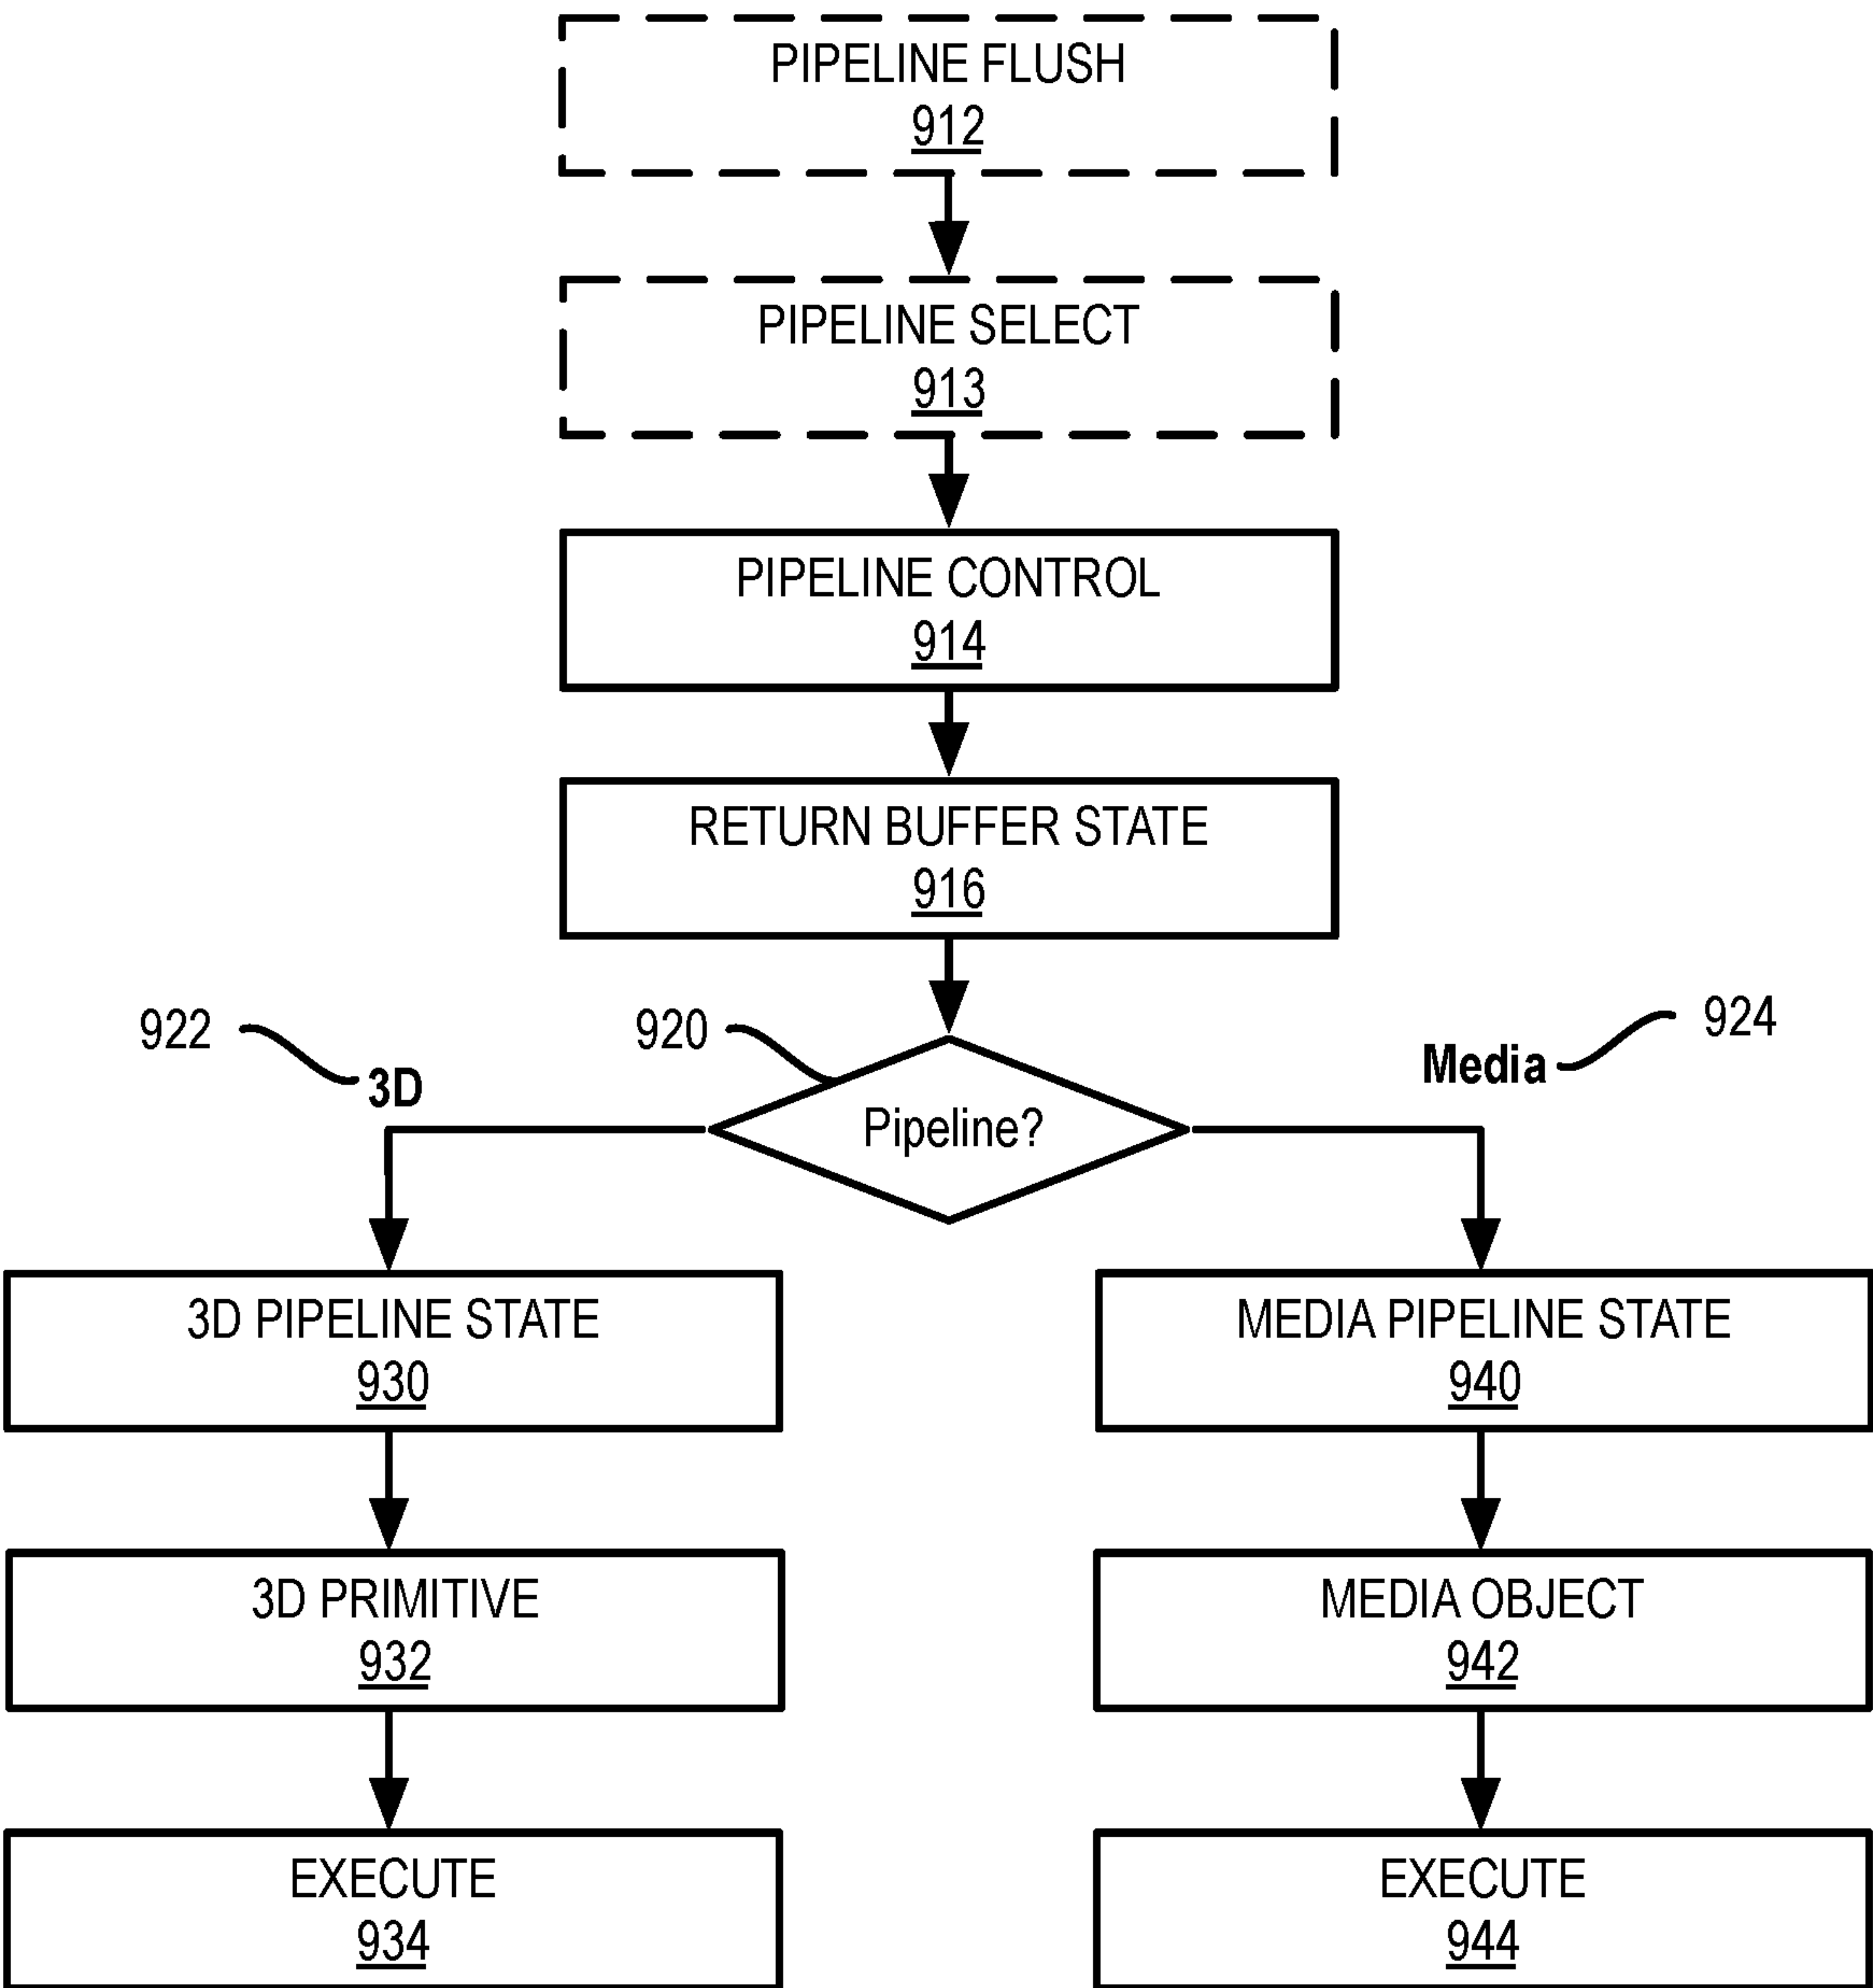 PIPELINE FLUSH
912
PIPELINE SELECT
913
PIPELINE CONTROL
914
RETURN BUFFER STATE
916
922
920
924
3D
Media
Pipeline?
3D PIPELINE STATE
930
MEDIA PIPELINE STATE
940
3D PRIMITIVE
932
MEDIA OBJECT
942
EXECUTE
934
EXECUTE
944